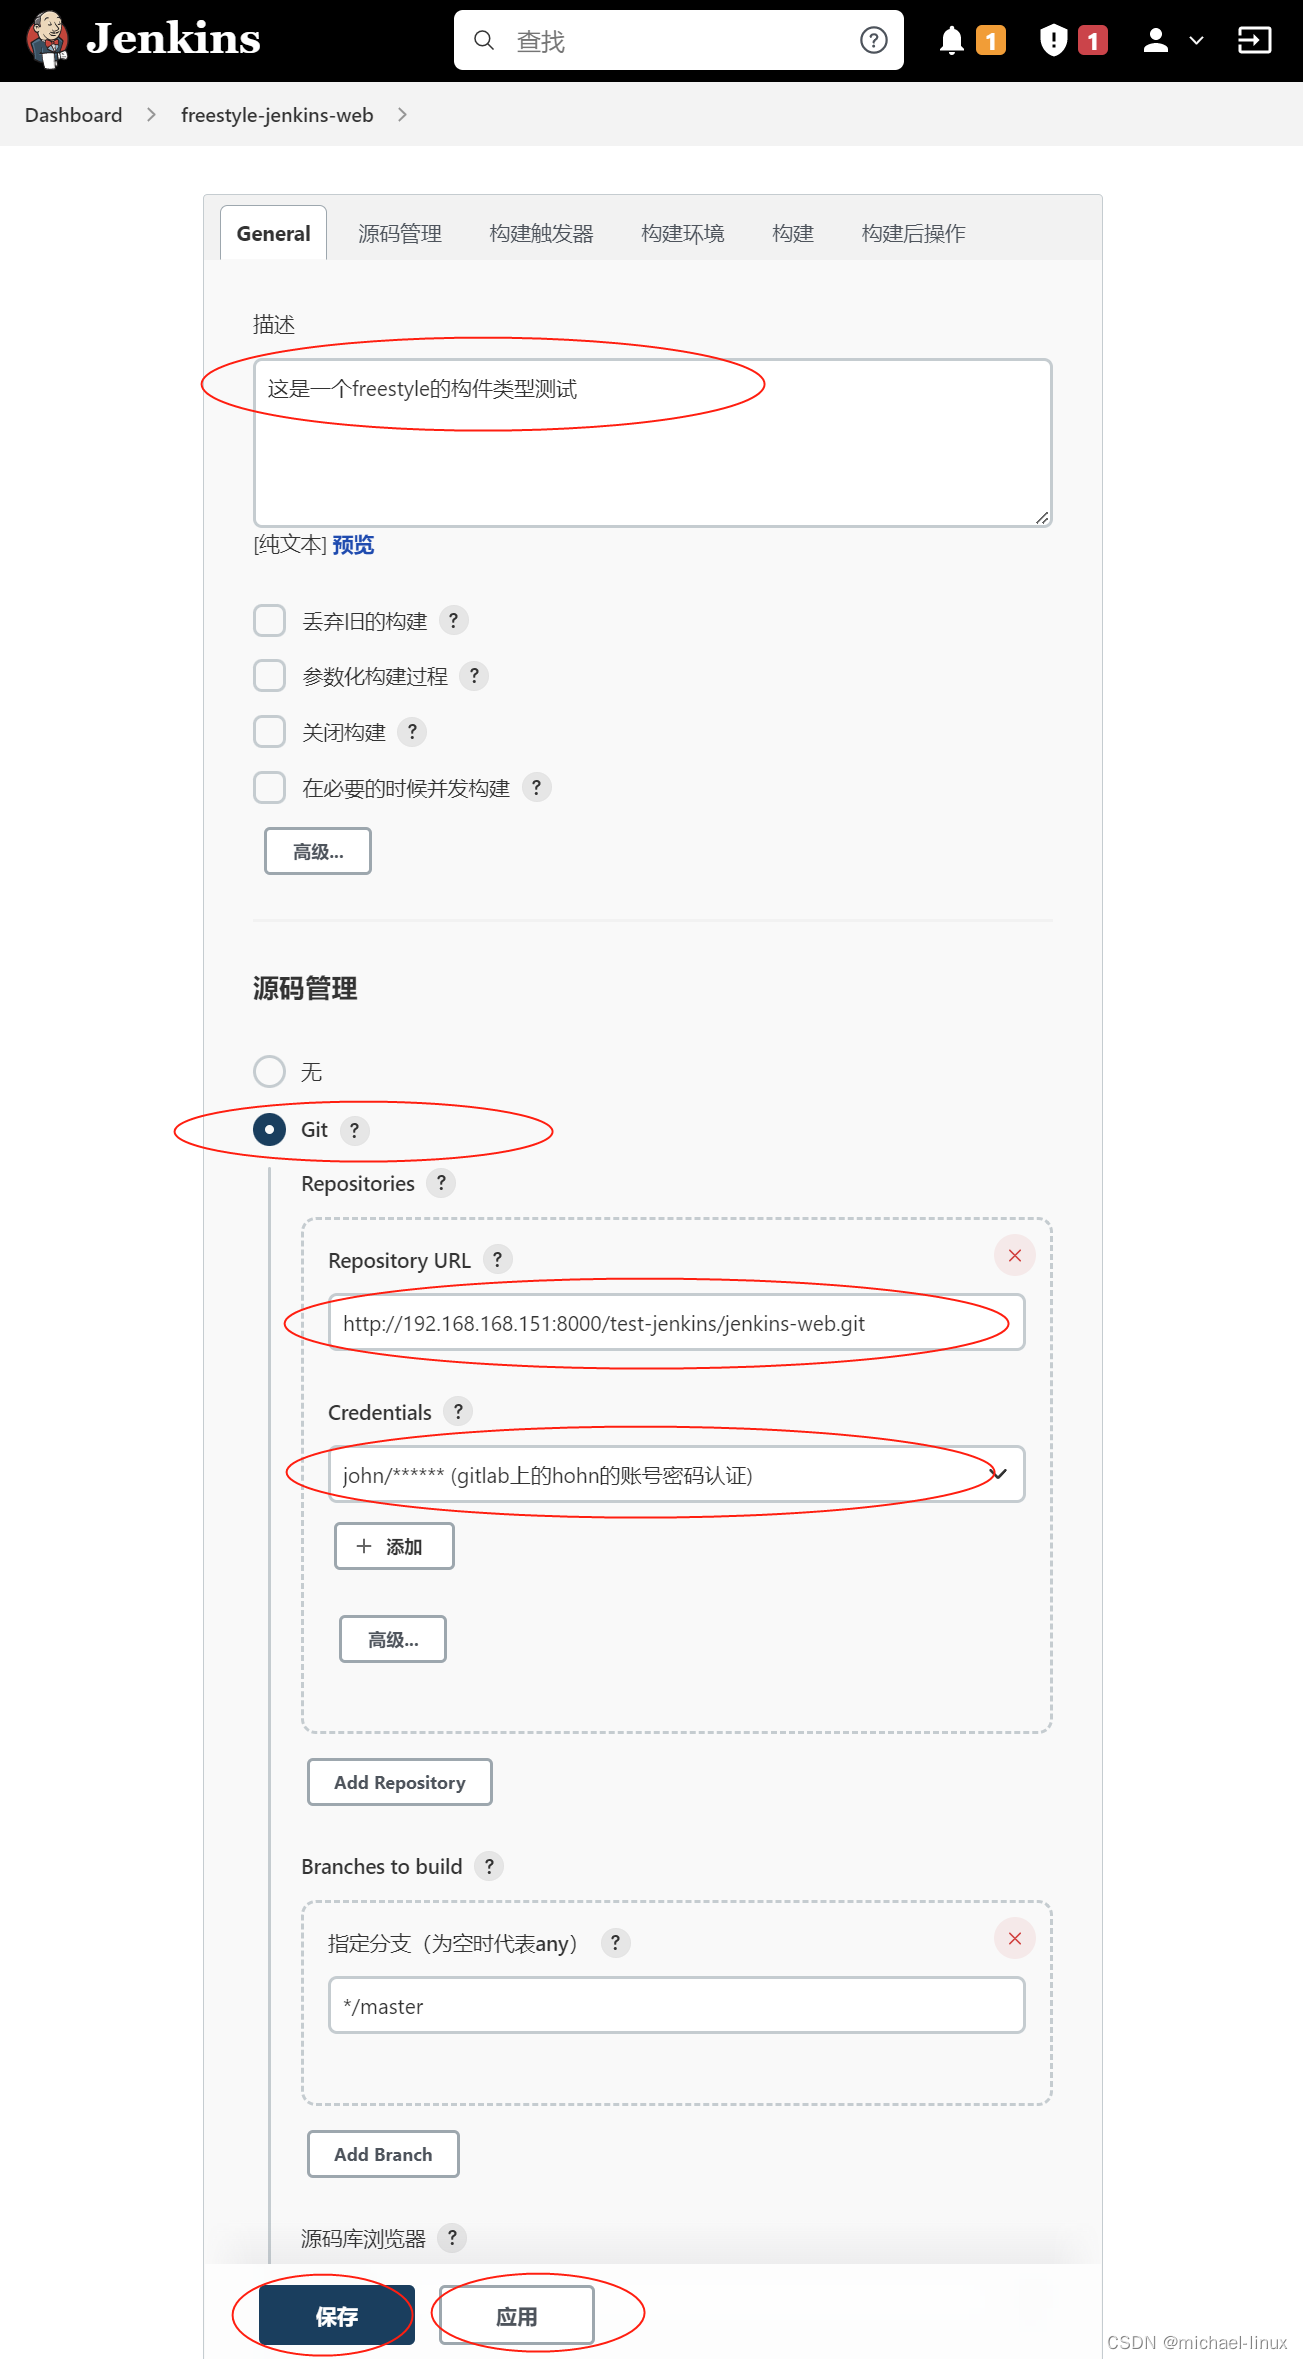 Jenkins
查找
1
1
Dashboard
freestyle-jenkins-web
General 源码管理 构建触发器 构建环境 构建 构建后操作
描述
这是一个freestyle的构件类型测试
[纯文本] 预览
丢弃旧的构建 ?
参数化构建过程 ?
关闭构建 ?
在必要的时候并发构建 ?
高级...
源码管理
无
Git ?
Repositories ?
Repository URL ?
http://192.168.168.151:8000/test-jenkins/jenkins-web.git
Credentials ?
john/****** (gitlab上的hohn的账号密码认证)
添加
高级...
Add Repository
Branches to build ?
指定分支（为空时代表any） ?
*/master
Add Branch
源码库浏览器 ?
保存 应用
CSDN @michael-linux